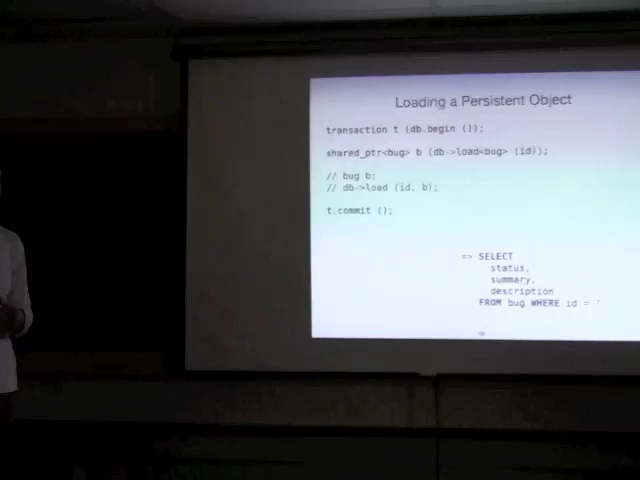 Loading a Persistent Object
transaction t (db.begin ());
shared_ptr<bug> b (db->load<bug> (id));
// bug b;
// db->load (id, b);
t.commit ();
=> SELECT
status,
summary,
description
FROM bug WHERE id =